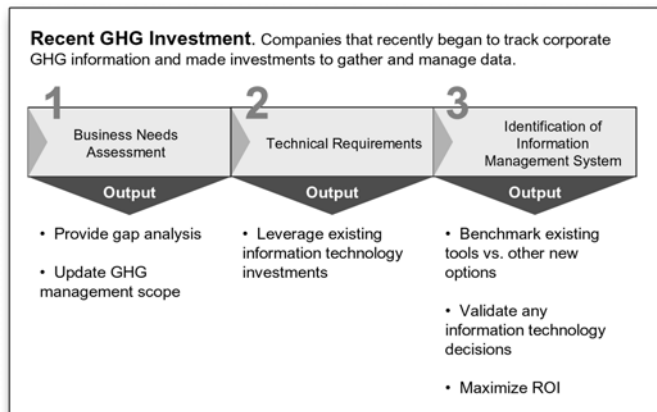 Recent GHG Investment. Companies that recently began to track corporate
GHG information and made investments to gather and manage data.
1
Business Needs
Assessment
Output
• Provide gap analysis
• Update GHG
management scope
2
Technical Requirements
Output
• Leverage existing
information technology
investments
3
Identification of
Information
Management System
Output
• Benchmark existing
tools vs. other new
options
• Validate any
information technology
decisions
• Maximize ROI